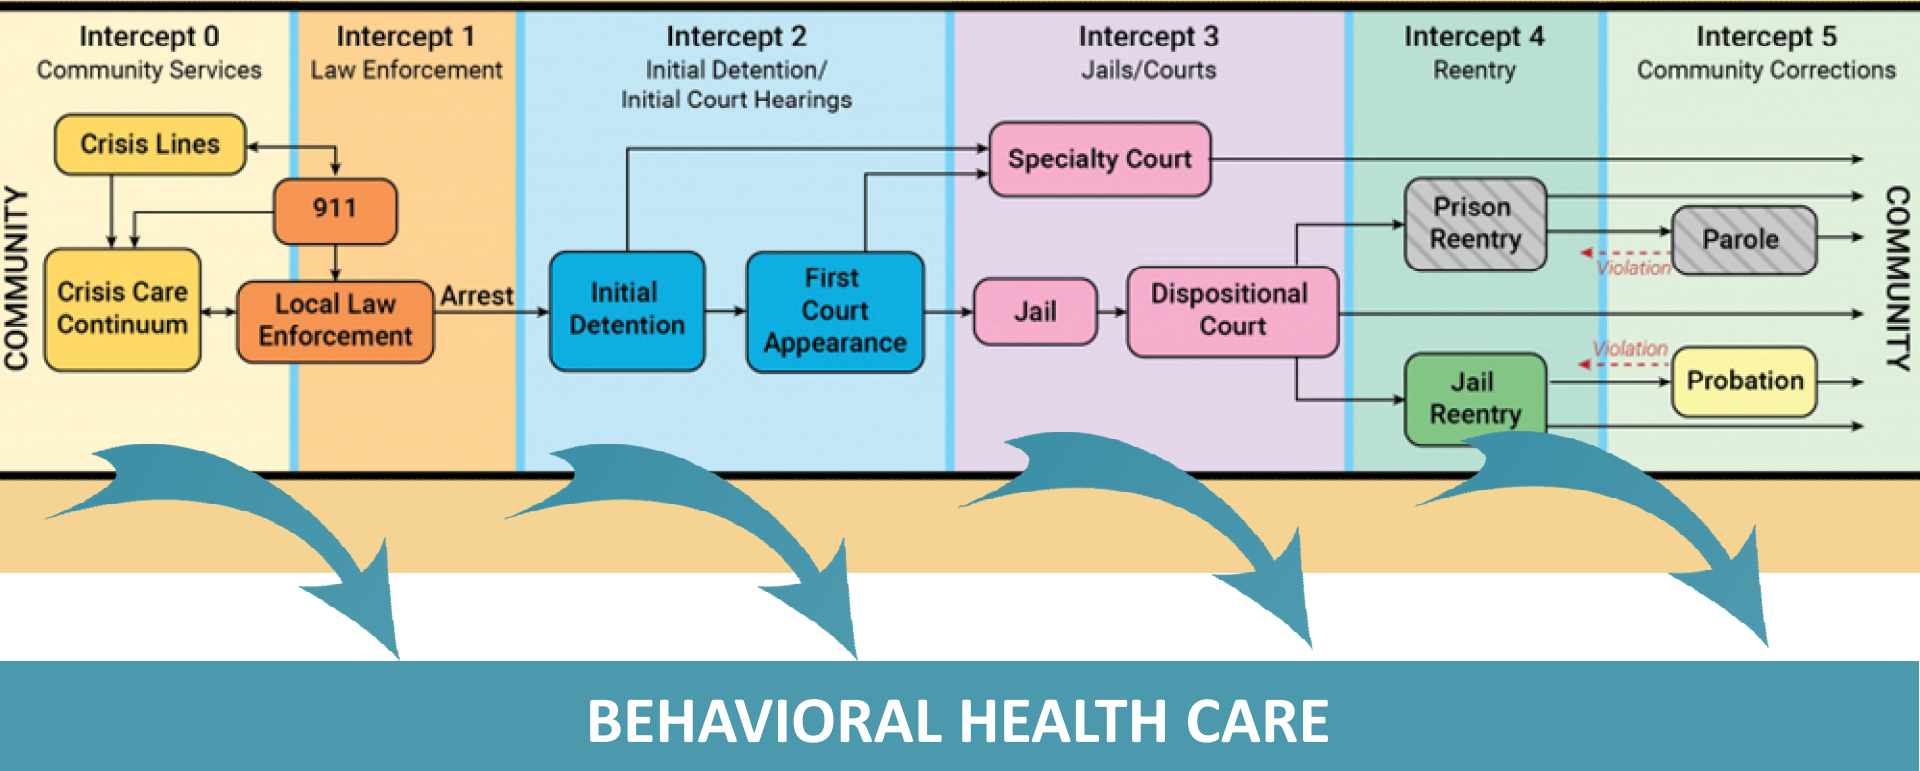 Intercept 0
Community Services
Intercept 1
Law Enforcement
Intercept 2
Initial Detention/
Initial Court Hearings
Intercept 3
Jails/Courts
Intercept 4
Reentry
Intercept 5
Community Corrections
COMMUNITY
Crisis Lines
911
Crisis Care
Continuum
Local Law
Enforcement
Arrest
Initial
Detention
First
Court
Appearance
Specialty Court
Jail
Dispositional
Court
Prison
Reentry
Parole
Violation
Violation
Jail
Reentry
Probation
COMMUNITY
BEHAVIORAL HEALTH CARE